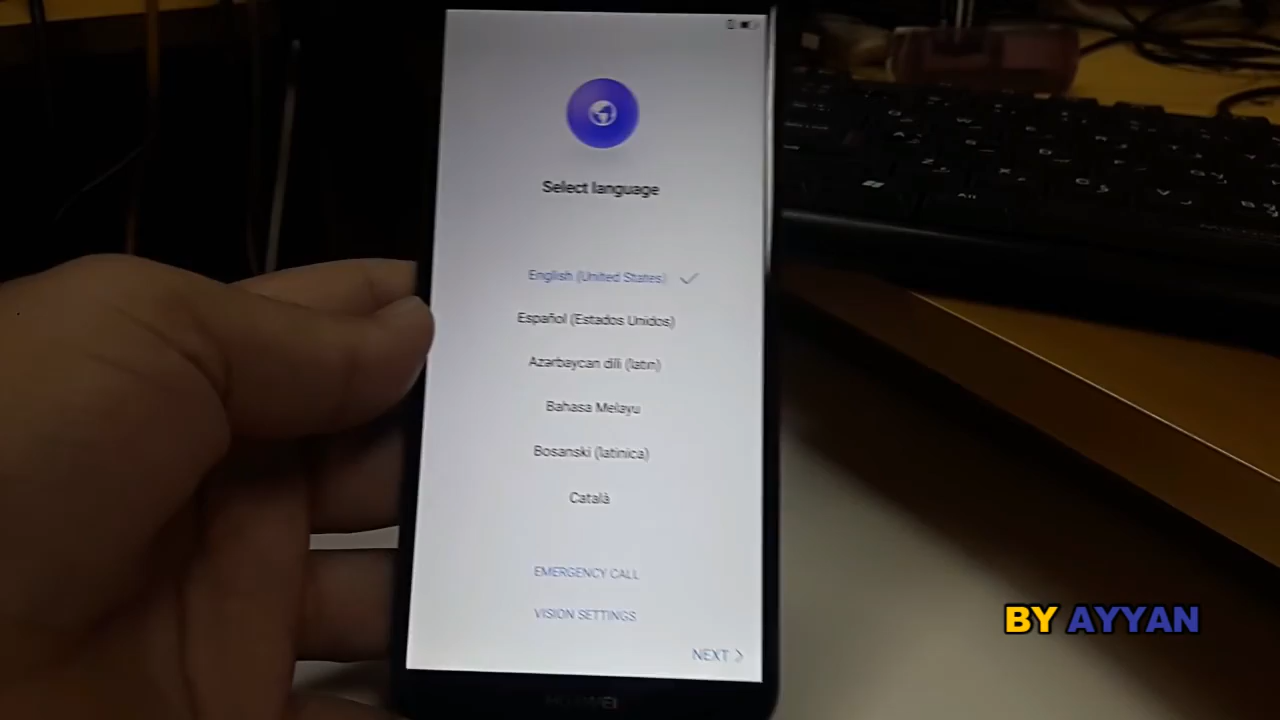 Select language
English (United States)
Español (Estados Unidos)
Azərbaycan dili (latın)
Bahasa Melayu
Bosanski (latinica)
Català
EMERGENCY CALL
VISION SETTINGS
NEXT
HUAWEI
BY AYYAN